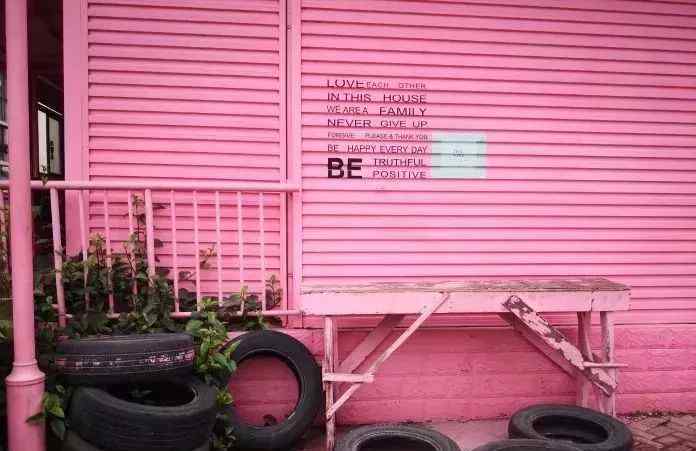 LOVE EACH OTHER
IN THIS HOUSE
WE ARE A FAMILY
NEVER GIVE UP
FORGIVE PLEASE & THANK YOU
BE HAPPY EVERY DAY
BE TRUTHFUL
POSITIVE